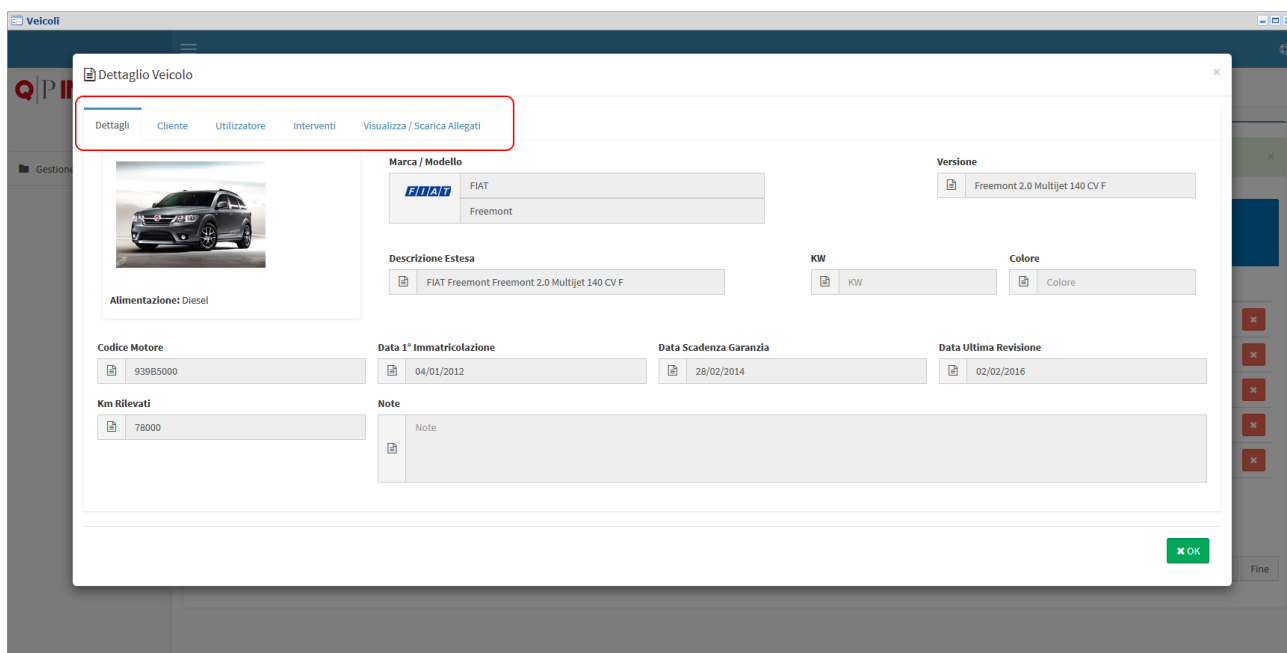 Veicoli
Q|P IN
Dettaglio Veicolo
Dettagli Cliente Utilizzatore Interventi Visualizza / Scarica Allegati
Gestione
Marca / Modello Versione
FIAT FIAT Freemont 2.0 Multijet 140 CV F
Freemont
Descrizione Estesa KW Colore
FIAT Freemont Freemont 2.0 Multijet 140 CV F KW Colore
Alimentazione: Diesel
Codice Motore Data 1° Immatricolazione Data Scadenza Garanzia Data Ultima Revisione
939B5000 04/01/2012 28/02/2014 02/02/2016
Km Rilevati Note
78000 Note
OK
Fine